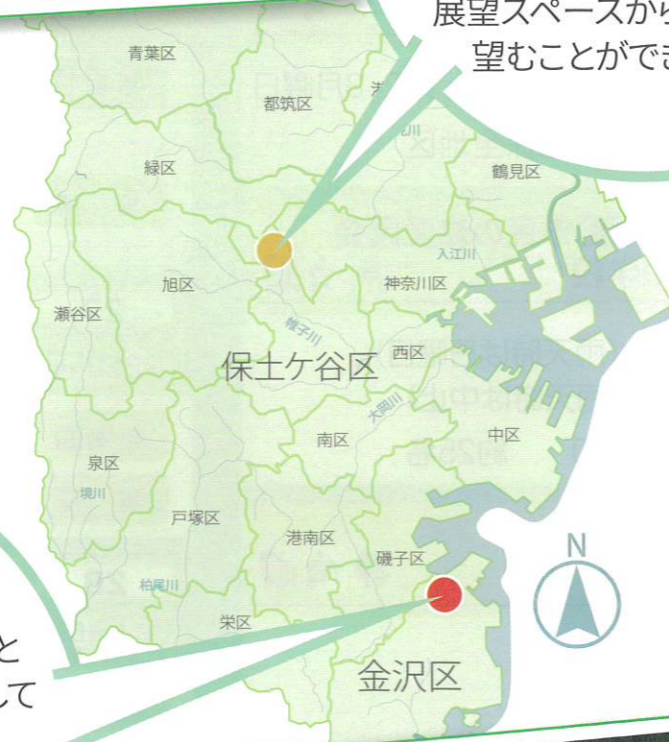 展望スペースから
望むことができ
青葉区
都筑区
緑区
鶴見区
入江川
旭区
神奈川区
瀬谷区
帷子川
西区
保土ケ谷区
大岡川
南区
中区
泉区
境川
戸塚区
港南区
磯子区
N
柏尾川
栄区
と
して
金沢区